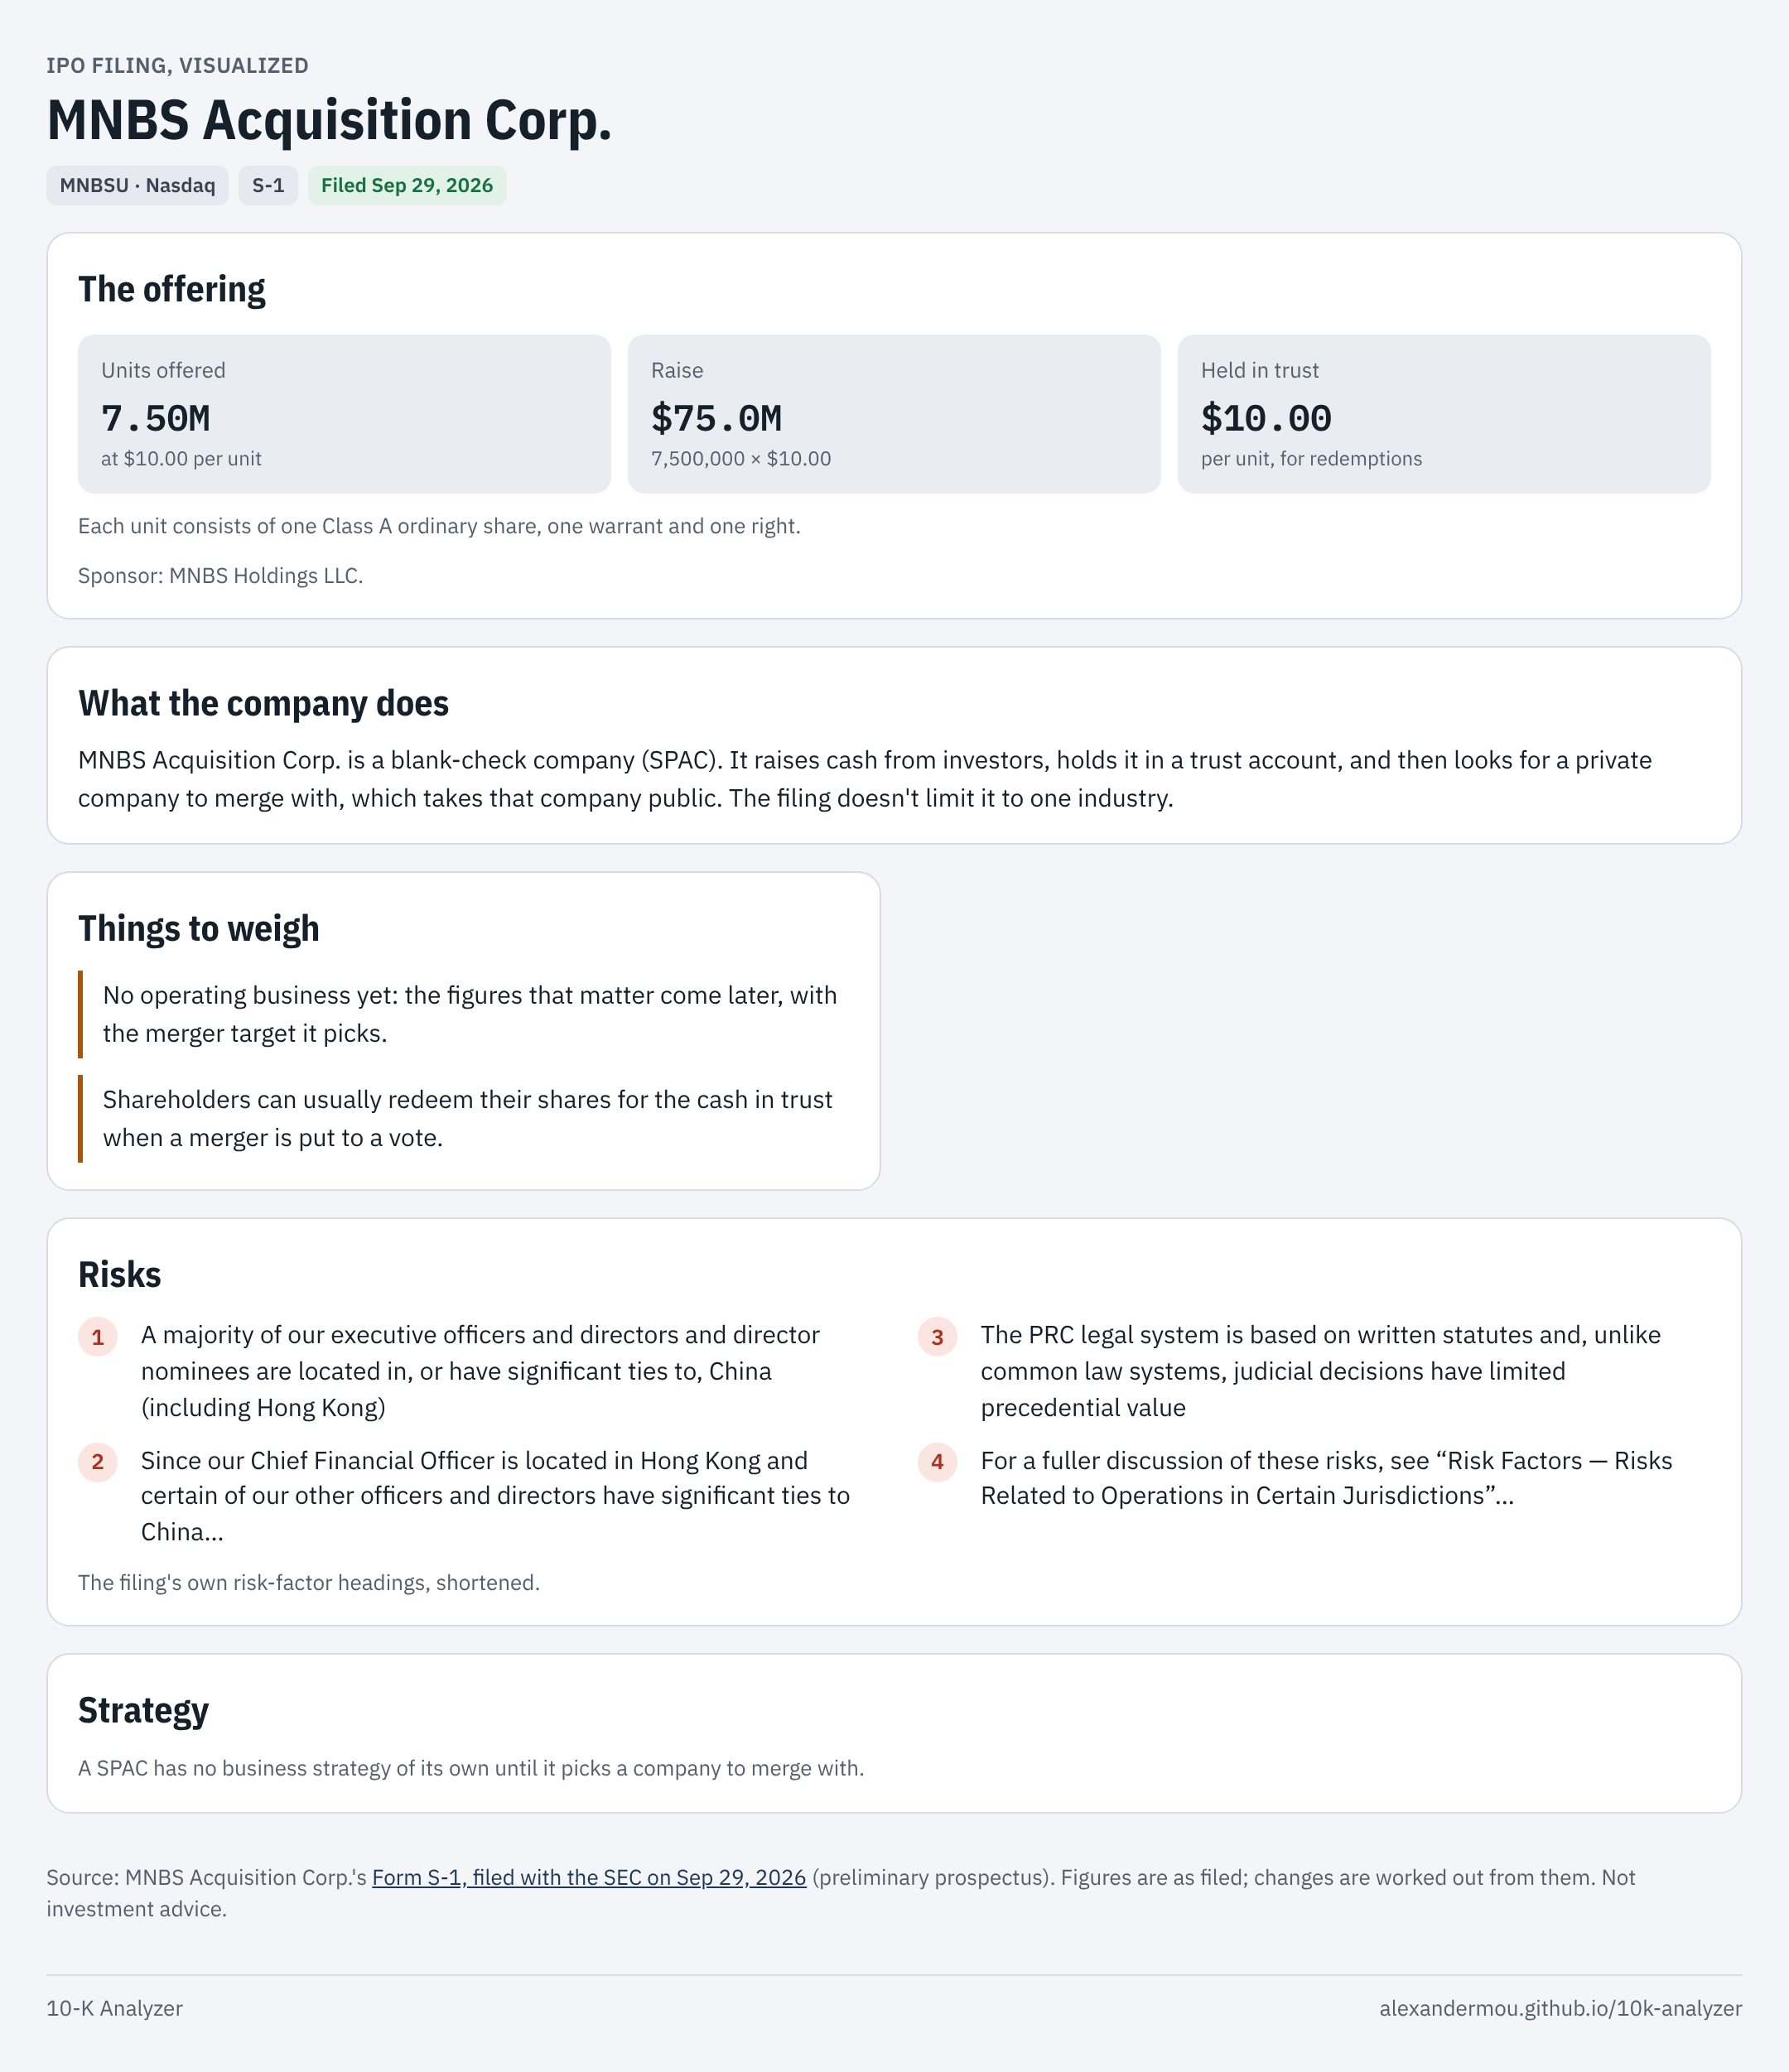 IPO FILING, VISUALIZED
MNBS Acquisition Corp.
MNBSU · Nasdaq
S-1
Filed Sep 29, 2026
The offering
Units offered
7.50M
at $10.00 per unit
Raise
$75.0M
7,500,000 × $10.00
Held in trust
$10.00
per unit, for redemptions
Each unit consists of one Class A ordinary share, one warrant and one right.
Sponsor: MNBS Holdings LLC.
What the company does
MNBS Acquisition Corp. is a blank-check company (SPAC). It raises cash from investors, holds it in a trust account, and then looks for a private
company to merge with, which takes that company public. The filing doesn't limit it to one industry.
Things to weigh
No operating business yet: the figures that matter come later, with
the merger target it picks.
Shareholders can usually redeem their shares for the cash in trust
when a merger is put to a vote.
Risks
1
A majority of our executive officers and directors and director
nominees are located in, or have significant ties to, China
(including Hong Kong)
2
Since our Chief Financial Officer is located in Hong Kong and
certain of our other officers and directors have significant ties to
China…
3
The PRC legal system is based on written statutes and, unlike
common law systems, judicial decisions have limited
precedential value
4
For a fuller discussion of these risks, see “Risk Factors — Risks
Related to Operations in Certain Jurisdictions”…
The filing's own risk-factor headings, shortened.
Strategy
A SPAC has no business strategy of its own until it picks a company to merge with.
Source: MNBS Acquisition Corp.'s Form S-1, filed with the SEC on Sep 29, 2026 (preliminary prospectus). Figures are as filed; changes are worked out from them. Not
investment advice.
10-K Analyzer
alexandermou.github.io/10k-analyzer